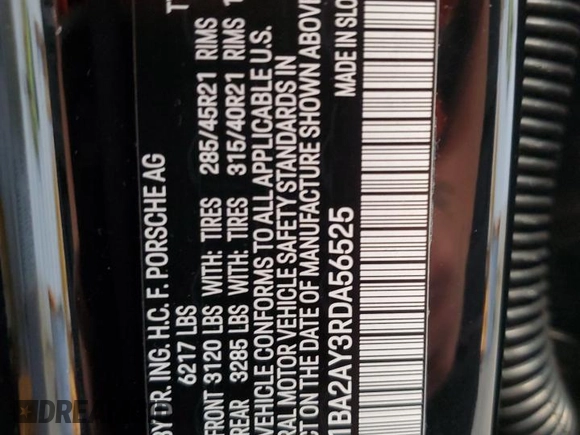 BY DR. ING. H.C. F. PORSCHE AG
6217 LBS
FRONT 3120 LBS WITH: TIRES 285/45R21 RIMS
REAR 3285 LBS WITH: TIRES 315/40R21 RIMS
VEHICLE CONFORMS TO ALL APPLICABLE U.S.
RAL MOTOR VEHICLE SAFETY STANDARDS IN
CT ON THE DATE OF MANUFACTURE SHOWN ABOVE
1BA2AY3RDA56525
MADE IN SLO